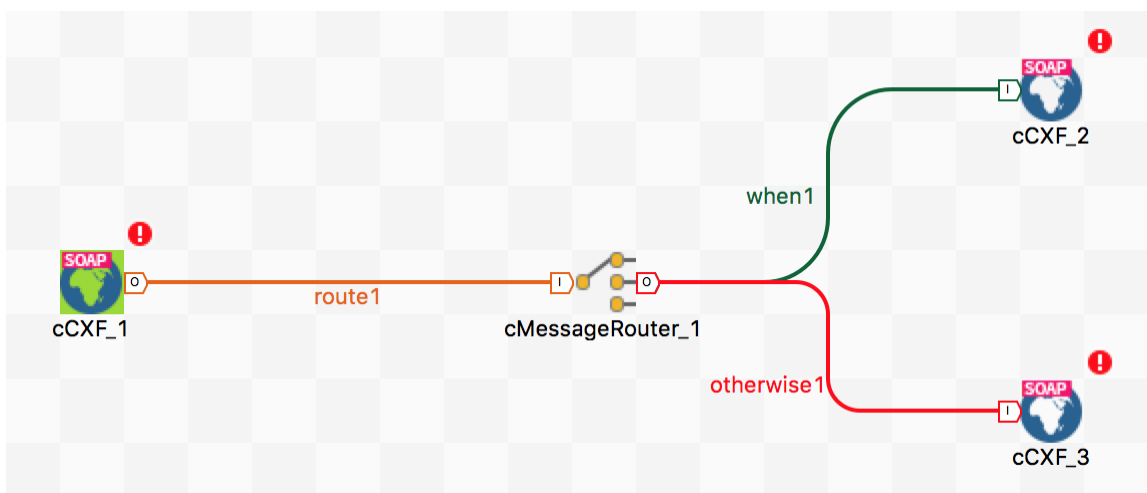 SOAP
cCXF_2
when1
SOAP
O
route1
I
O
cCXF_1
cMessageRouter_1
I
otherwise1
SOAP
I
cCXF_3